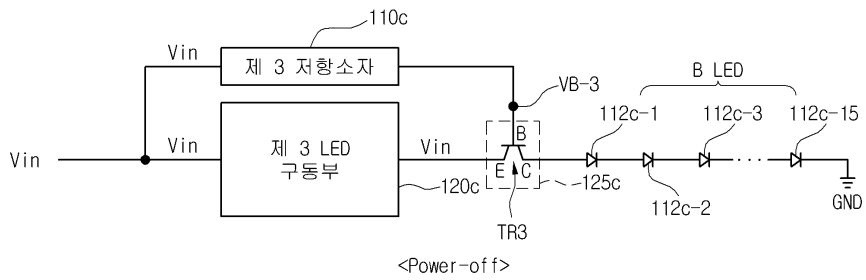 110c
Vin
제 3 저항소자
VB-3
B LED
112c-1
112c-3
112c-15
Vin
Vin
제 3 LED
구동부
Vin
B
E
C
120c
125c
TR3
112c-2
GND
<Power-off>